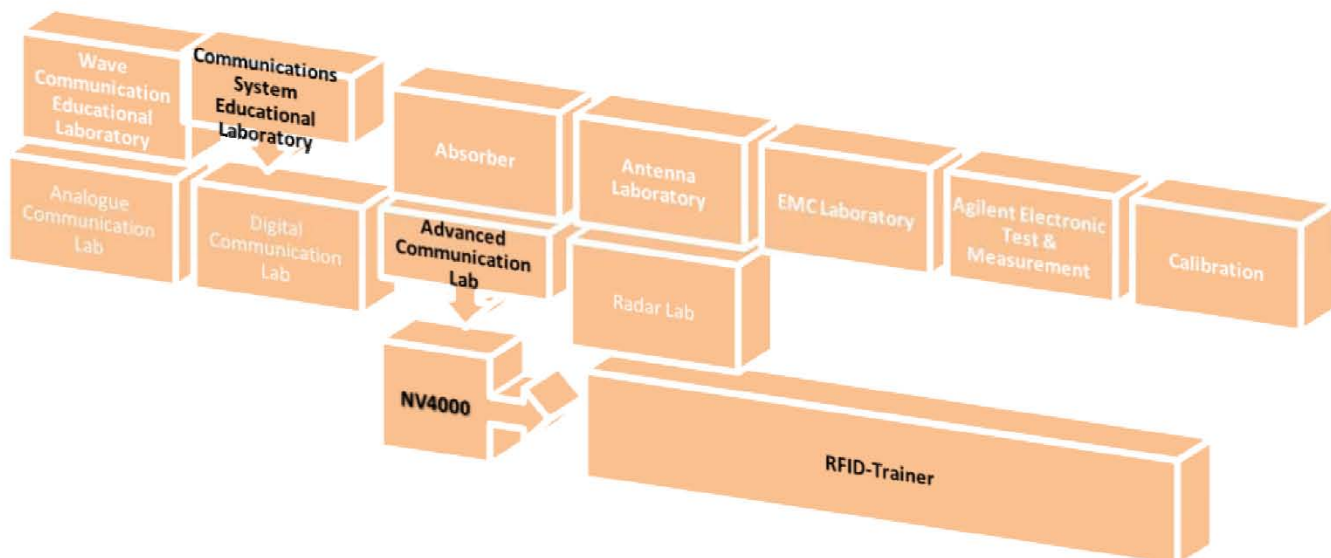 Wave
Communication
Educational
Laboratory
Communications
System
Educational
Laboratory
Absorber
Antenna
Laboratory
EMC Laboratory
Agilent Electronic
Test &
Measurement
Calibration
Analogue
Communication
Lab
Digital
Communication
Lab
Advanced
Communication
Lab
Radar Lab
NV4000
RFID-Trainer